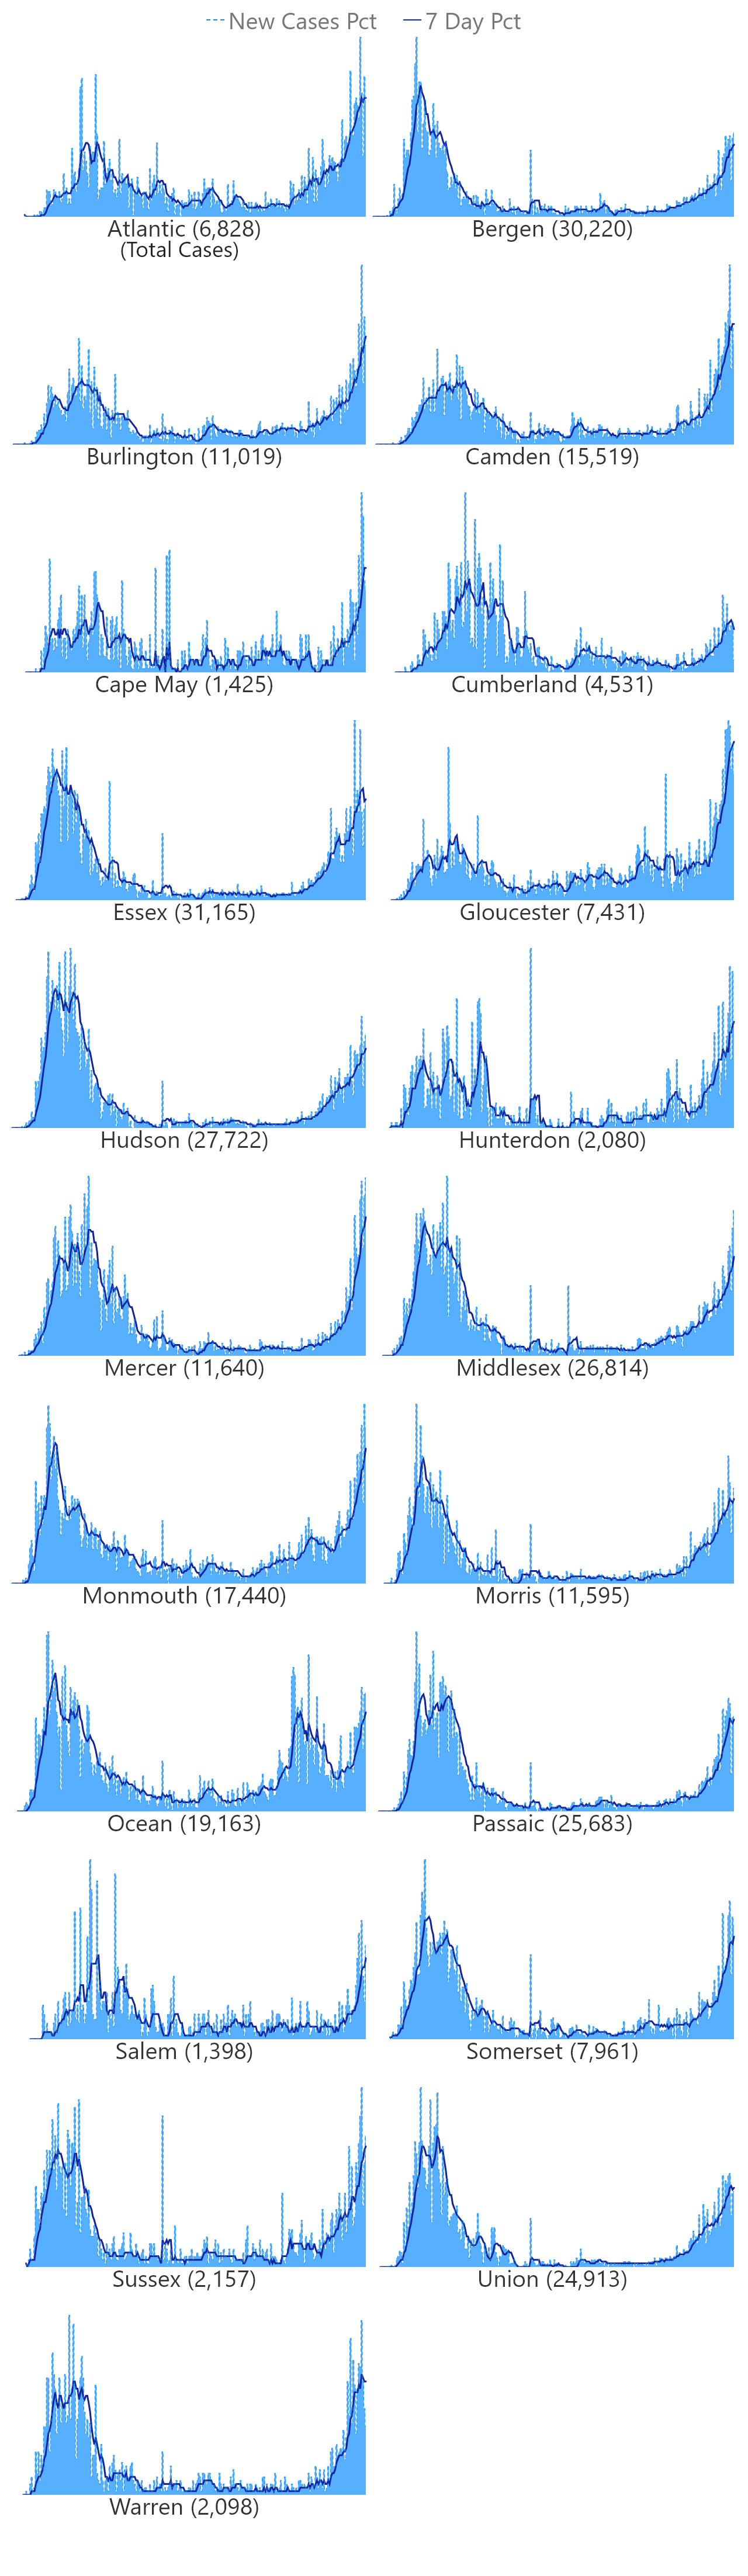 New Cases Pct 7 Day Pct
Atlantic (6,828)
(Total Cases)
Bergen (30,220)
Burlington (11,019)
Camden (15,519)
Cape May (1,425)
Cumberland (4,531)
Essex (31,165)
Gloucester (7,431)
Hudson (27,722)
Hunterdon (2,080)
Mercer (11,640)
Middlesex (26,814)
Monmouth (17,440)
Morris (11,595)
Ocean (19,163)
Passaic (25,683)
Salem (1,398)
Somerset (7,961)
Sussex (2,157)
Union (24,913)
Warren (2,098)